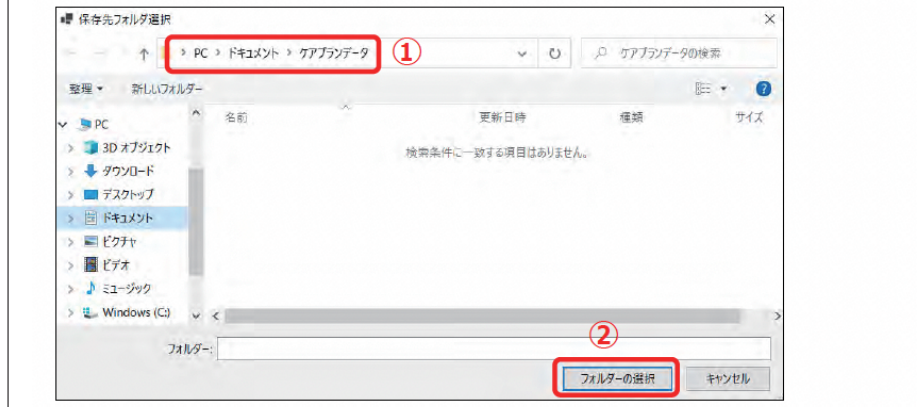 保存先フォルダ選択
PC > ドキュメント > ケアプランデータ
①
ケアプランデータの検索
整理 新しいフォルダー
名前 更新日時 種類 サイズ
検索条件に一致する項目はありません。
PC
3D オブジェクト
ダウンロード
デスクトップ
ドキュメント
ピクチャ
ビデオ
ミュージック
Windows (C:)
②
フォルダー:
フォルダーの選択 キャンセル